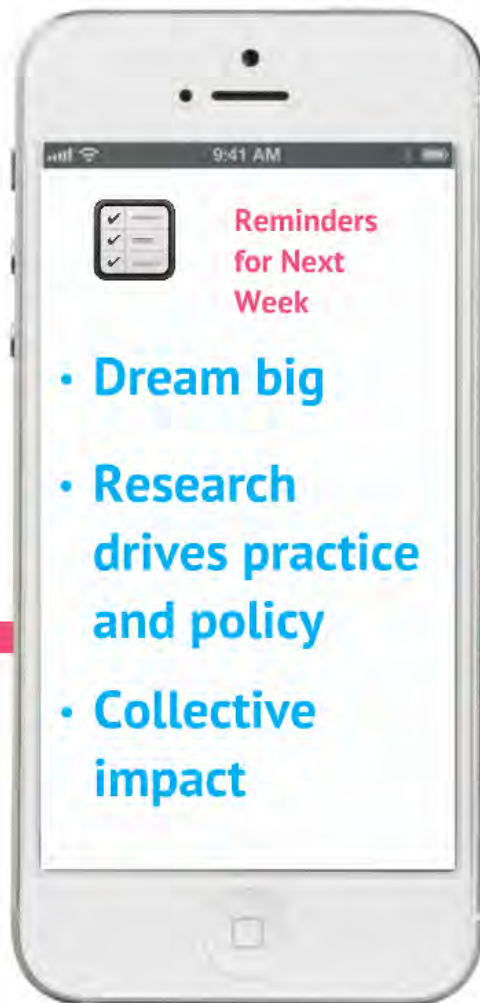 9:41 AM
Reminders
for Next
Week
• Dream big
• Research
drives practice
and policy
• Collective
impact